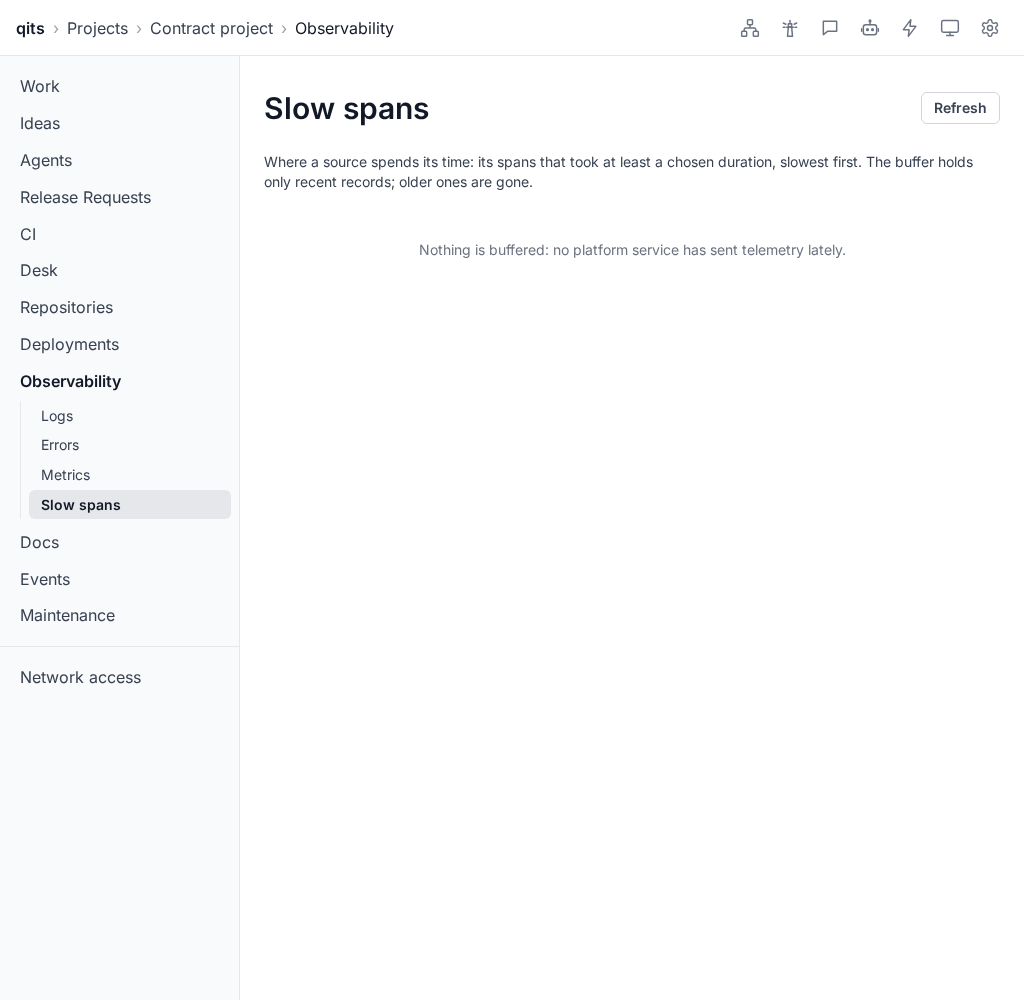 qits › Projects › Contract project › Observability
Work
Ideas
Agents
Release Requests
CI
Desk
Repositories
Deployments
Observability
Logs
Errors
Metrics
Slow spans
Docs
Events
Maintenance
Network access
Slow spans
Refresh
Where a source spends its time: its spans that took at least a chosen duration, slowest first. The buffer holds
only recent records; older ones are gone.
Nothing is buffered: no platform service has sent telemetry lately.